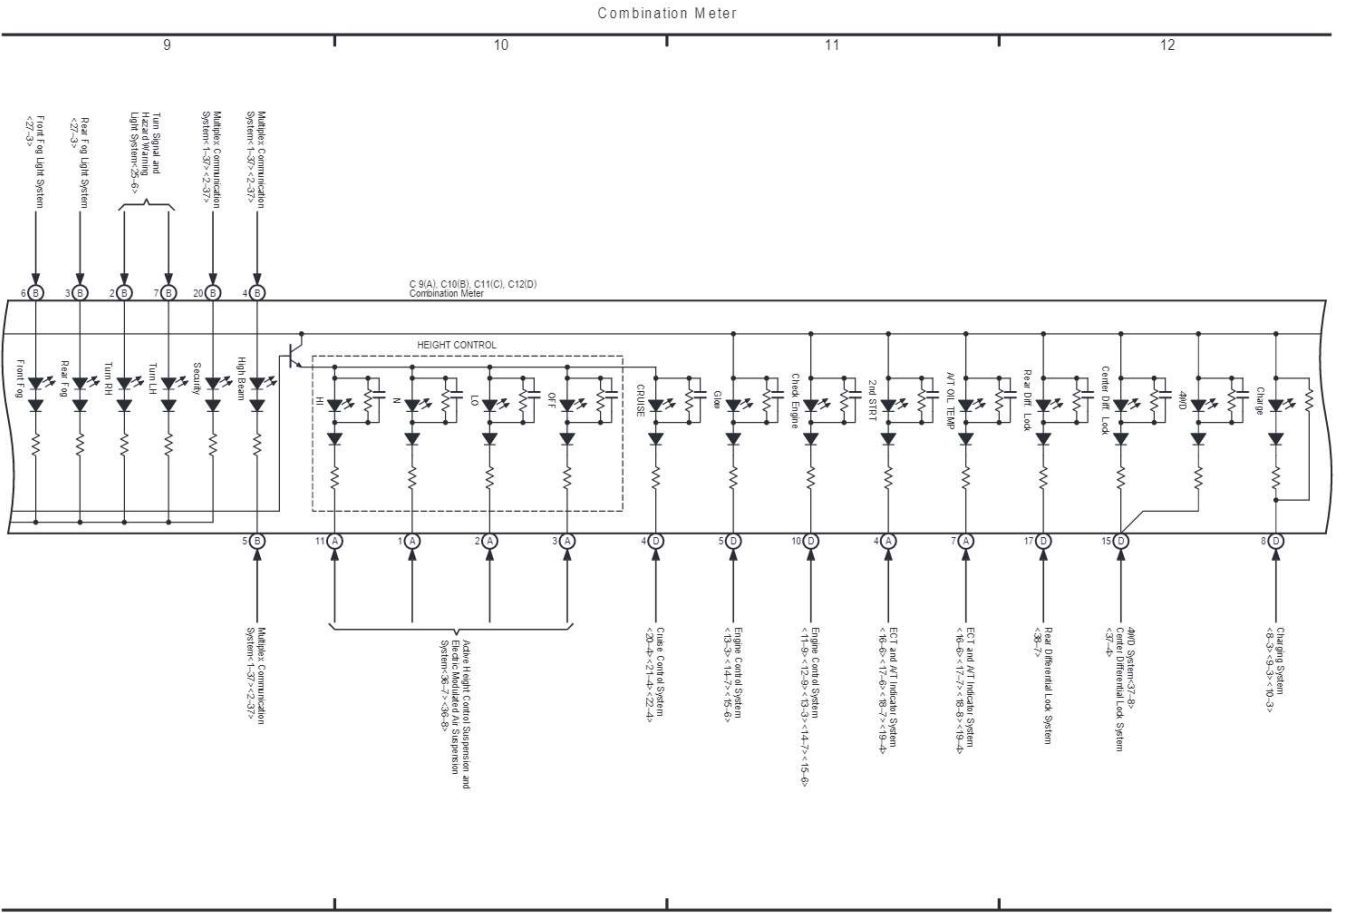 Combination Meter
9
10
11
12
Front Fog Light System
<27–3>
Rear Fog Light System
<27–3>
Turn Signal and
Hazard Warning
Light System<25–6>
Multiplex Communication
System<1–37><2–37>
Multiplex Communication
System<1–37><2–37>
6 B
3 B
2 B
7 B
20 B
4 B
C 9(A), C10(B), C11(C), C12(D)
Combination Meter
HEIGHT CONTROL
Front Fog
Rear Fog
Turn RH
Turn LH
Security
High Beam
HI
N
LO
OFF
CRUISE
Glow
Check Engine
2nd STRT
A/T OIL TEMP
Rear Diff. Lock
Center Diff. Lock
4WD
Charge
5 B
11 A
1 A
2 A
3 A
4 D
5 D
10 D
4 A
7 A
17 D
15 D
8 D
Multiplex Communication
System<1–37><2–37>
Active Height Control Suspension and
Electric Modulated Air Suspension
System<36–7><36–8>
Cruise Control System
<20–4><21–4><22–4>
Engine Control System
<13–3><14–7><15–6>
Engine Control System
<11–9><12–9><13–3><14–7><15–6>
ECT and A/T Indicator System
<16–6><17–6><18–7><19–4>
ECT and A/T Indicator System
<16–6><17–7><18–8><19–4>
Rear Differential Lock System
<38–7>
4WD System<37–8>
Center Differential Lock System
<37–4>
Charging System
<8–3><9–3><10–3>